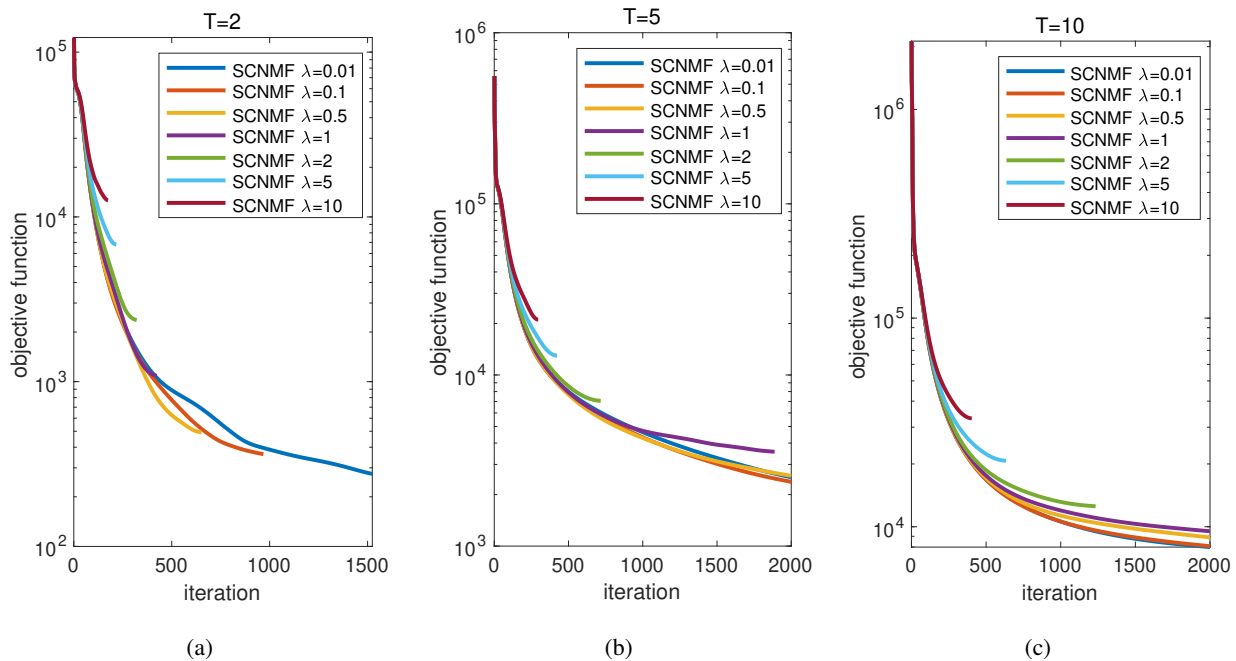 T=2
objective function
10^5
10^4
10^3
10^2
0
500
1000
1500
iteration
SCNMF λ=0.01
SCNMF λ=0.1
SCNMF λ=0.5
SCNMF λ=1
SCNMF λ=2
SCNMF λ=5
SCNMF λ=10
(a)
T=5
objective function
10^6
10^5
10^4
10^3
0
500
1000
1500
2000
iteration
SCNMF λ=0.01
SCNMF λ=0.1
SCNMF λ=0.5
SCNMF λ=1
SCNMF λ=2
SCNMF λ=5
SCNMF λ=10
(b)
T=10
objective function
10^6
10^5
10^4
0
500
1000
1500
2000
iteration
SCNMF λ=0.01
SCNMF λ=0.1
SCNMF λ=0.5
SCNMF λ=1
SCNMF λ=2
SCNMF λ=5
SCNMF λ=10
(c)